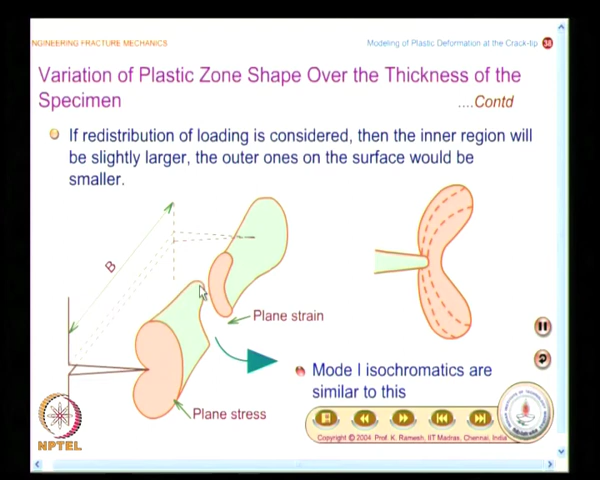 NGINEERING FRACTURE MECHANICS
Modeling of Plastic Deformation at the Crack-tip 38
Variation of Plastic Zone Shape Over the Thickness of the
Specimen
....Contd
If redistribution of loading is considered, then the inner region will
be slightly larger, the outer ones on the surface would be
smaller.
B
Plane strain
Mode I isochromatics are
similar to this
Plane stress
NPTEL
Copyright © 2004 Prof. K. Ramesh, IIT Madras, Chennai, India